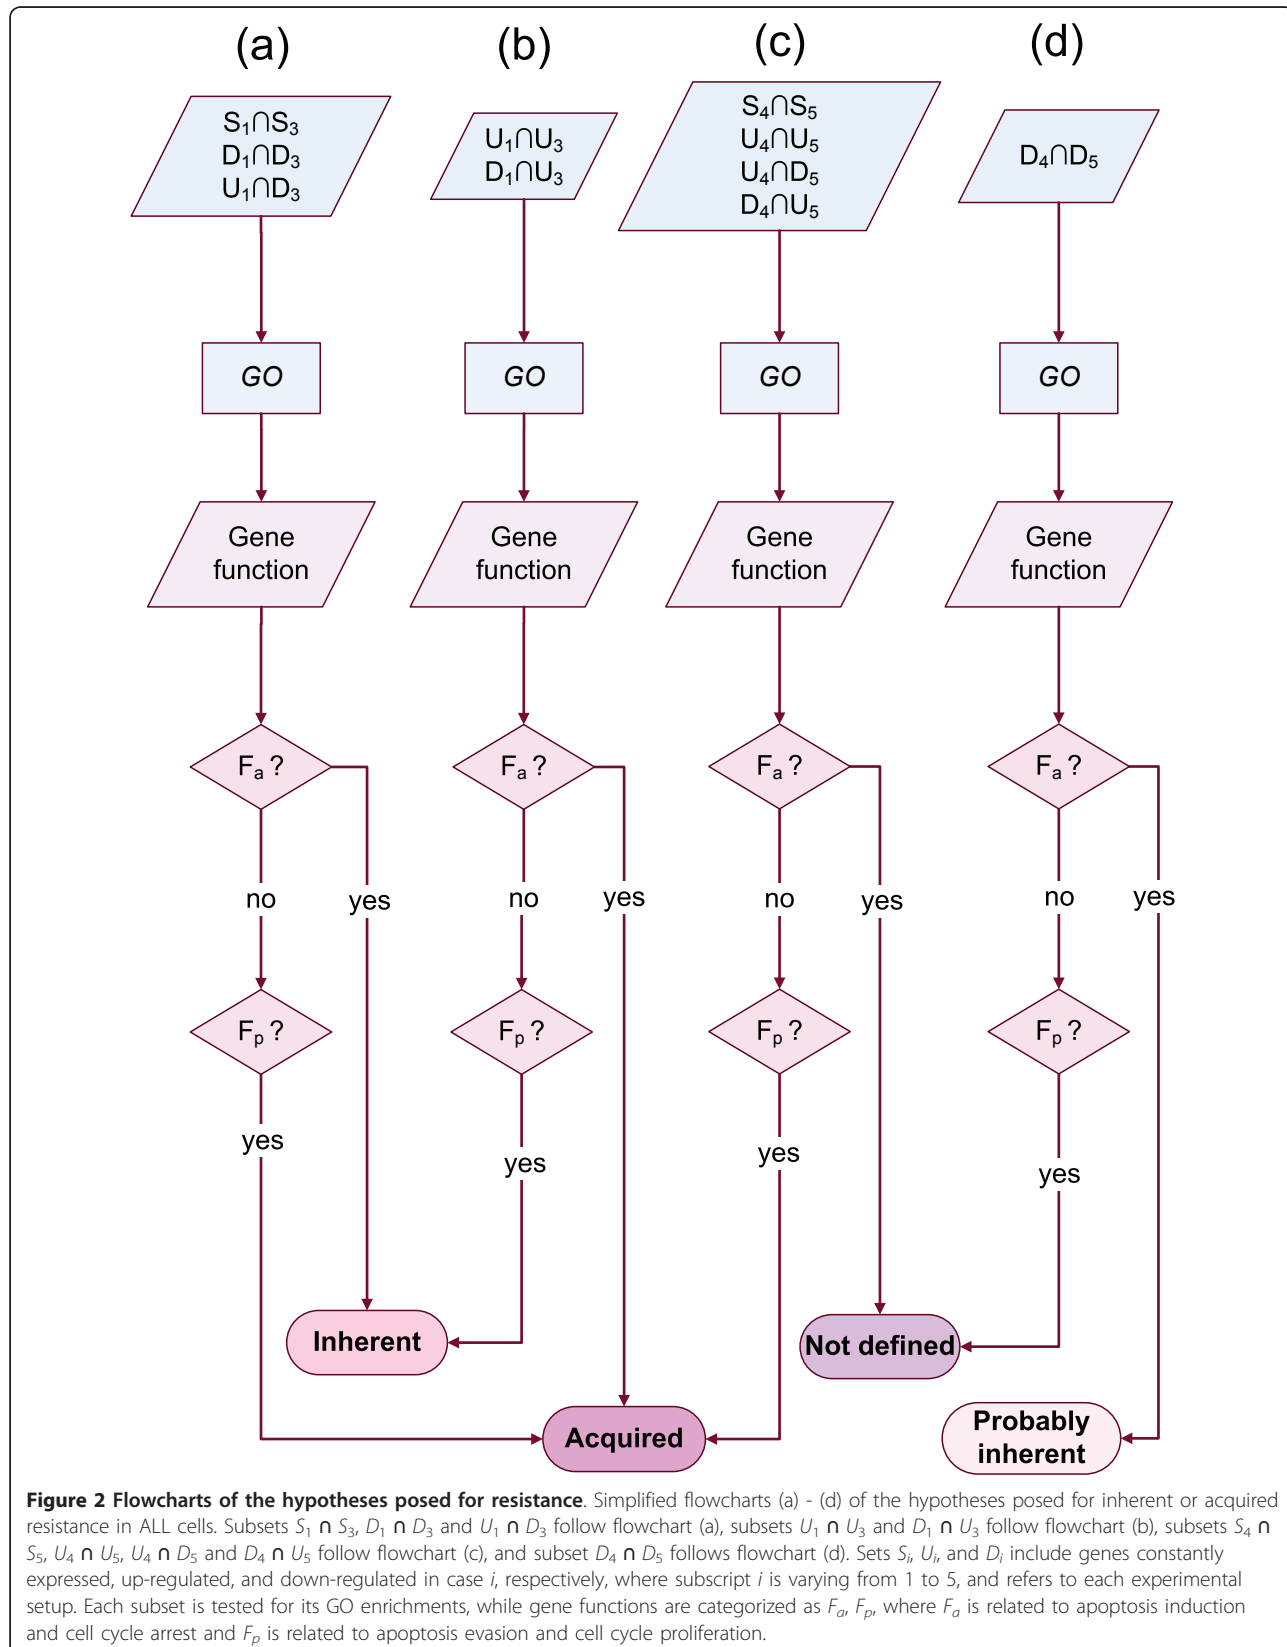 (a) (b) (c) (d)
S₁∩S₃
D₁∩D₃
U₁∩D₃
U₁∩U₃
D₁∩U₃
S₄∩S₅
U₄∩U₅
U₄∩D₅
D₄∩U₅
D₄∩D₅
GO GO GO GO
Gene
function
Gene
function
Gene
function
Gene
function
Fₐ ? Fₐ ? Fₐ ? Fₐ ?
no yes no yes no yes no yes
Fₚ ? Fₚ ? Fₚ ? Fₚ ?
yes yes yes yes
Inherent
Not defined
Acquired
Probably
inherent
Figure 2 Flowcharts of the hypotheses posed for resistance. Simplified flowcharts (a) - (d) of the hypotheses posed for inherent or acquired
resistance in ALL cells. Subsets S₁ ∩ S₃, D₁ ∩ D₃ and U₁ ∩ D₃ follow flowchart (a), subsets U₁ ∩ U₃ and D₁ ∩ U₃ follow flowchart (b), subsets S₄ ∩
S₅, U₄ ∩ U₅, U₄ ∩ D₅ and D₄ ∩ U₅ follow flowchart (c), and subset D₄ ∩ D₅ follows flowchart (d). Sets Sᵢ, Uᵢ, and Dᵢ include genes constantly
expressed, up-regulated, and down-regulated in case i, respectively, where subscript i is varying from 1 to 5, and refers to each experimental
setup. Each subset is tested for its GO enrichments, while gene functions are categorized as Fₐ, Fₚ, where Fₐ is related to apoptosis induction
and cell cycle arrest and Fₚ is related to apoptosis evasion and cell cycle proliferation.